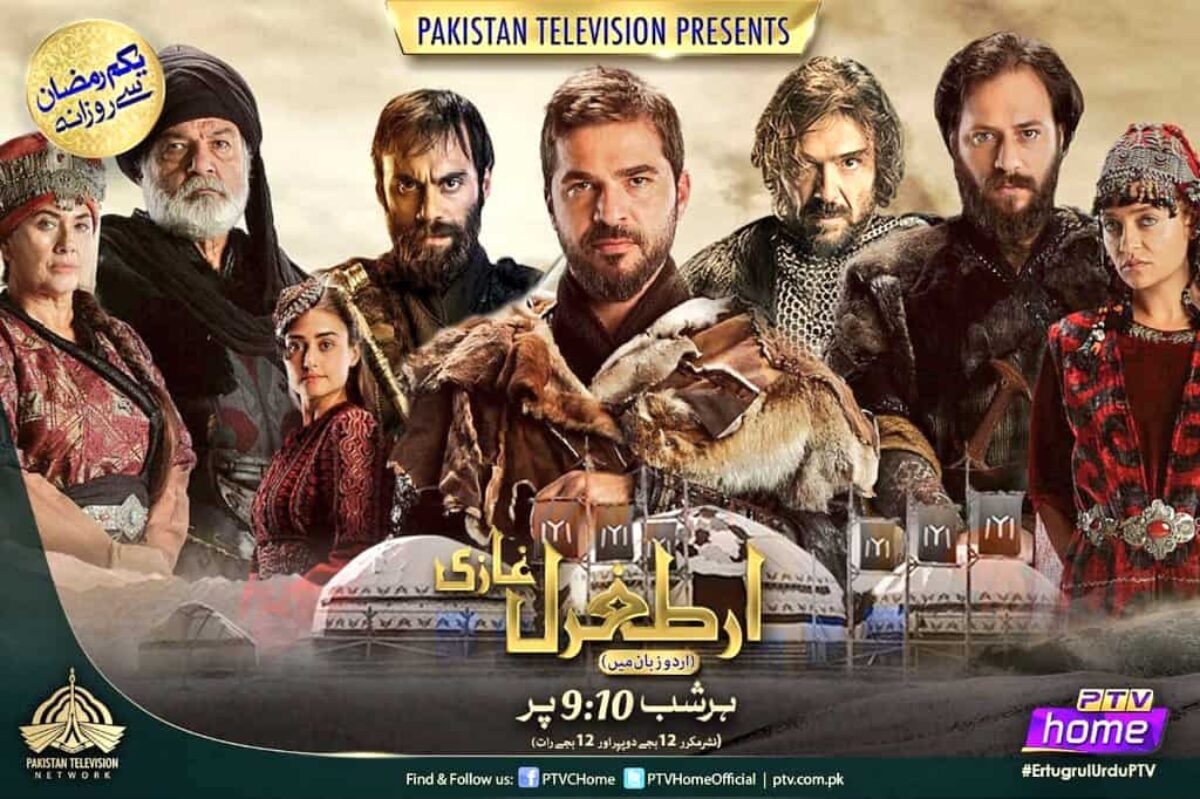 PAKISTAN TELEVISION PRESENTS
یکم رمضان
سے روزانہ
ارطغرل غازی
(اردو زبان میں)
ہر شب 9:10 پر
(نشر مکرر 12 بجے دوپہر اور 12 بجے رات)
PAKISTAN TELEVISION
NETWORK
PTV
home
#ErtugrulUrduPTV
Find & Follow us: PTVCHome PTVHomeOfficial | ptv.com.pk